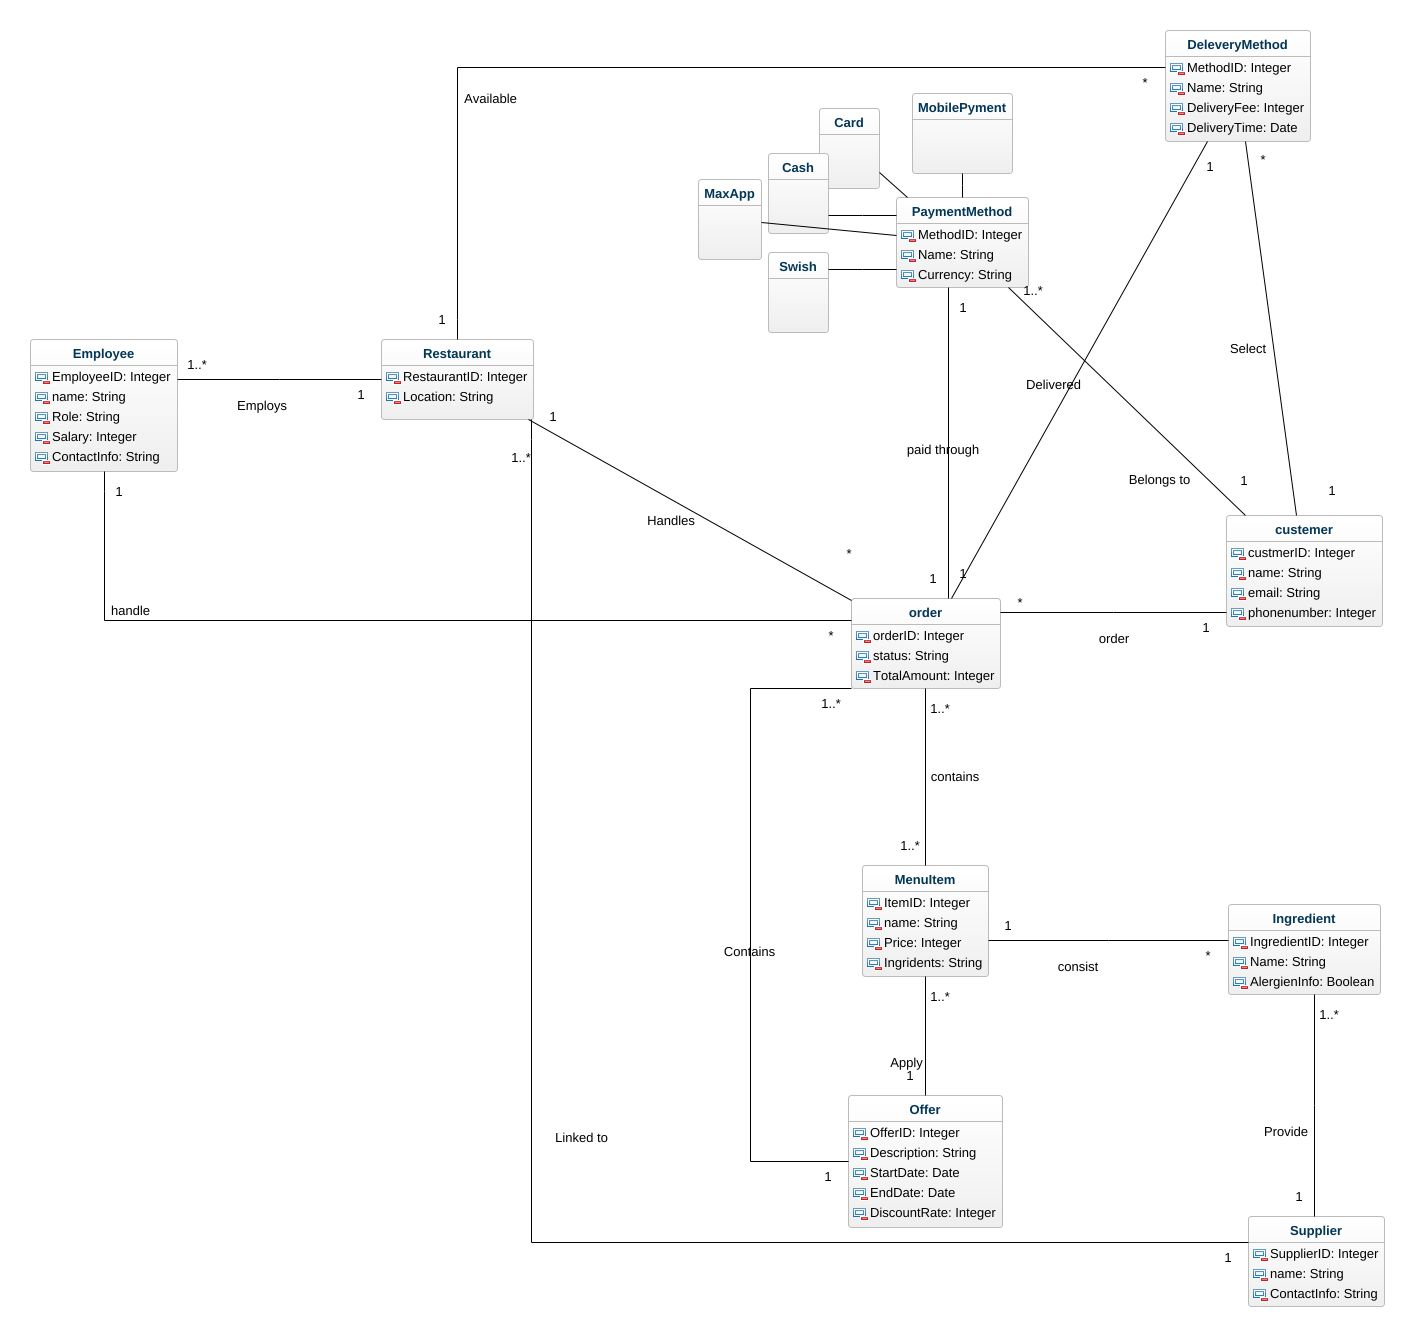 DeleveryMethod
MethodID: Integer
Name: String
DeliveryFee: Integer
DeliveryTime: Date
*
Available
1
*
MobilePyment
Card
Cash
MaxApp
Swish
PaymentMethod
MethodID: Integer
Name: String
Currency: String
1..*
1
1
Employee
EmployeeID: Integer
name: String
Role: String
Salary: Integer
ContactInfo: String
1..*
Employs
1
1
Restaurant
RestaurantID: Integer
Location: String
1
1..*
Select
Delivered
paid through
Belongs to
1
1
Handles
*
1
1
custemer
custmerID: Integer
name: String
email: String
phonenumber: Integer
handle
*
order
orderID: Integer
status: String
TotalAmount: Integer
*
order
1
1..*
1..*
contains
1..*
MenuItem
ItemID: Integer
name: String
Price: Integer
Ingridents: String
1
consist
*
Ingredient
IngredientID: Integer
Name: String
AlergienInfo: Boolean
Contains
1..*
1..*
Apply
1
Offer
OfferID: Integer
Description: String
StartDate: Date
EndDate: Date
DiscountRate: Integer
1
Linked to
Provide
1
1
Supplier
SupplierID: Integer
name: String
ContactInfo: String